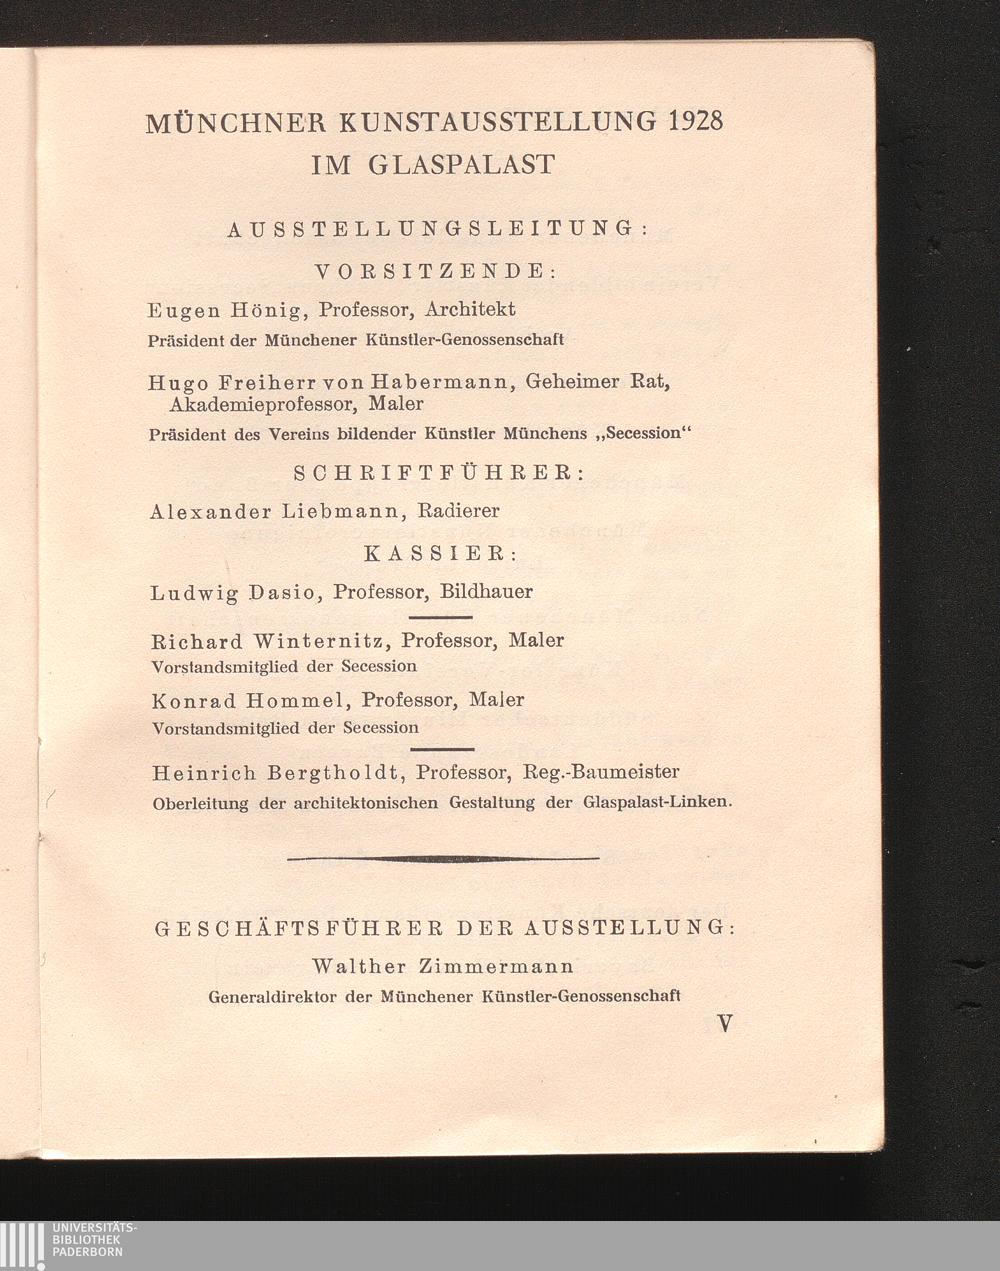 MÜNCHNER KUNSTAUSSTELLUNG 1928
IM GLASPALAST
AUSSTELLUNGSLEITUNG:
VORSITZENDE:
Eugen Hönig, Professor, Architekt
Präsident der Münchener Künstler-Genossenschaft
Hugo Freiherr von Habermann, Geheimer Rat,
Akademieprofessor, Maler
Präsident des Vereins bildender Künstler Münchens „Secession“
SCHRIFTFÜHRER:
Alexander Liebmann, Radierer
KASSIER:
Ludwig Dasio, Professor, Bildhauer
Richard Winternitz, Professor, Maler
Vorstandsmitglied der Secession
Konrad Hommel, Professor, Maler
Vorstandsmitglied der Secession
Heinrich Bergtholdt, Professor, Reg.-Baumeister
Oberleitung der architektonischen Gestaltung der Glaspalast-Linken.
GESCHÄFTSFÜHRER DER AUSSTELLUNG:
Walther Zimmermann
Generaldirektor der Münchener Künstler-Genossenschaft
V
UNIVERSITÄTS-
BIBLIOTHEK
PADERBORN